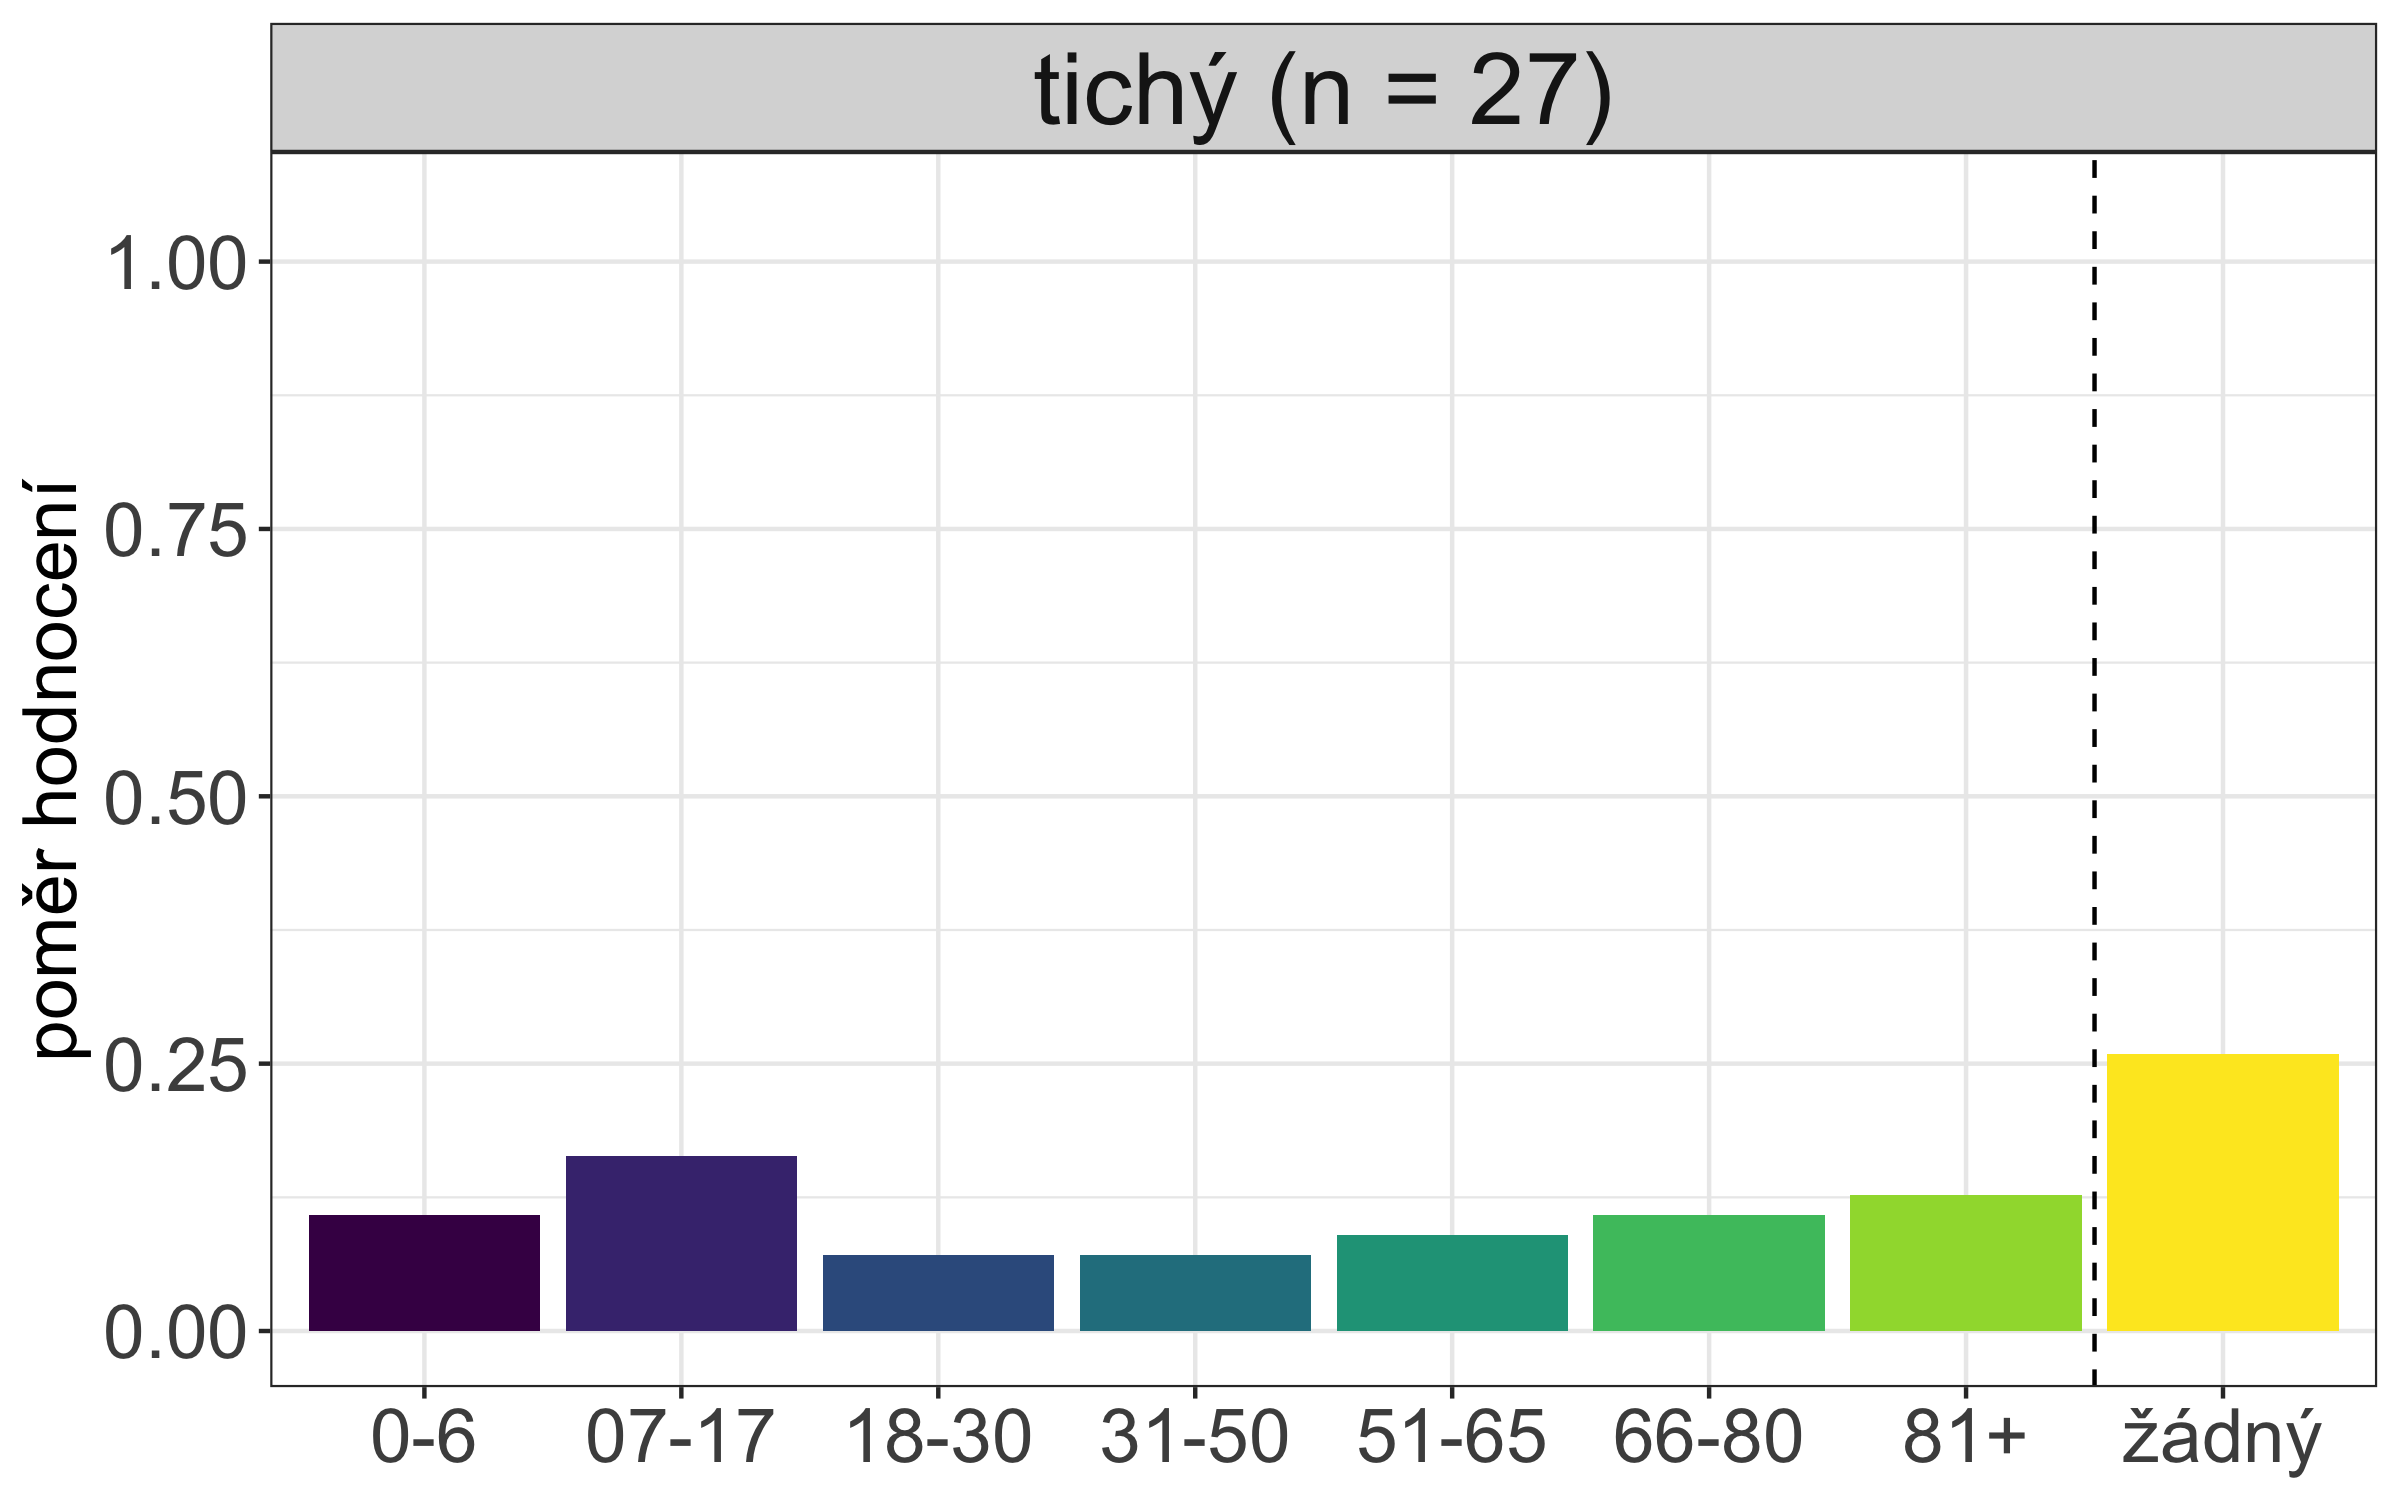 tichý (n = 27)
poměr hodnocení
1.00
0.75
0.50
0.25
0.00
0-6 07-17 18-30 31-50 51-65 66-80 81+ žádný